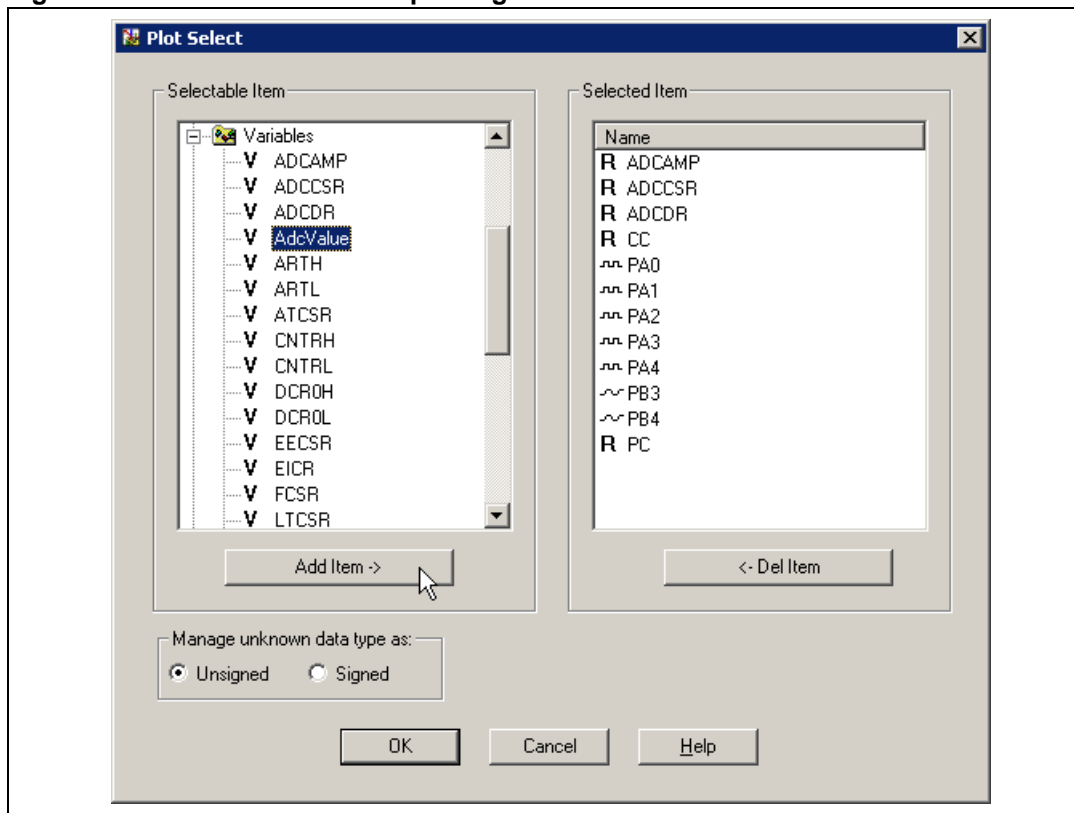 Plot Select
Selectable Item
Variables
V ADCAMP
V ADCCSR
V ADCDR
V AdcValue
V ARTH
V ARTL
V ATCSR
V CNTRH
V CNTRL
V DCR0H
V DCR0L
V EECSR
V EICR
V FCSR
V LTCSR
Add Item ->
Selected Item
Name
R ADCAMP
R ADCCSR
R ADCDR
R CC
PA0
PA1
PA2
PA3
PA4
PB3
PB4
R PC
<- Del Item
Manage unknown data type as:
Unsigned Signed
OK Cancel Help